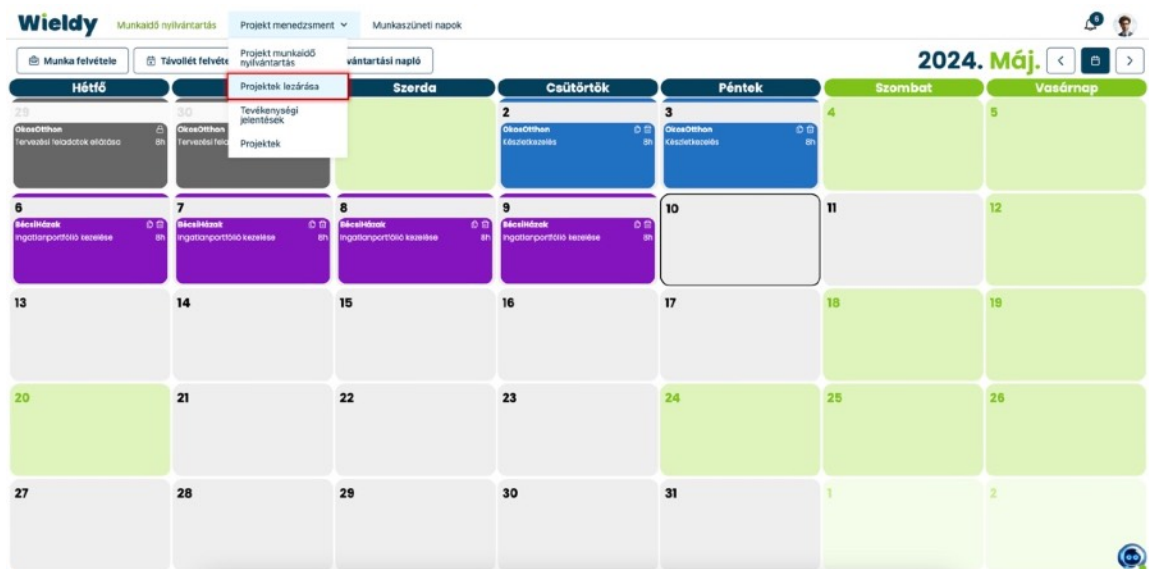 Wieldy
Munkaidő nyilvántartás
Projekt menedzsment
Munkaszüneti napok
6
Munka felvétele
Távollét felvéte
Projekt munkaidő
nyilvántartás
Projektek lezárása
Tevékenységi
jelentések
Projektek
vántartási napló
2024. Máj.
Hétfő
Szerda
Csütörtök
Péntek
Szombat
Vasárnap
29
OkosOtthon
Tervezési feladatok ellátása 8h
30
OkosOtthon
Tervezési fela
2
OkosOtthon
Készletkezelés 8h
3
OkosOtthon
Készletkezelés 8h
4
5
6
BécsiHázak
Ingatlanportfólió kezelése 8h
7
BécsiHázak
Ingatlanportfólió kezelése 8h
8
BécsiHázak
Ingatlanportfólió kezelése 8h
9
BécsiHázak
Ingatlanportfólió kezelése 8h
10
11
12
13
14
15
16
17
18
19
20
21
22
23
24
25
26
27
28
29
30
31
1
2